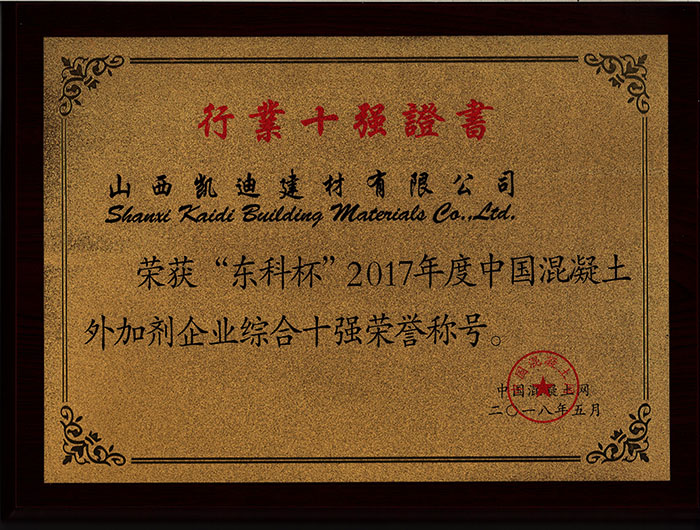 行業十强證書
山西凯迪建材有限公司
Shanxi Kaidi Building Materials Co.,Ltd.
荣获“东科杯”2017年度中国混凝土
外加剂企业综合十强荣誉称号。
中国混凝土网
二〇一八年五月